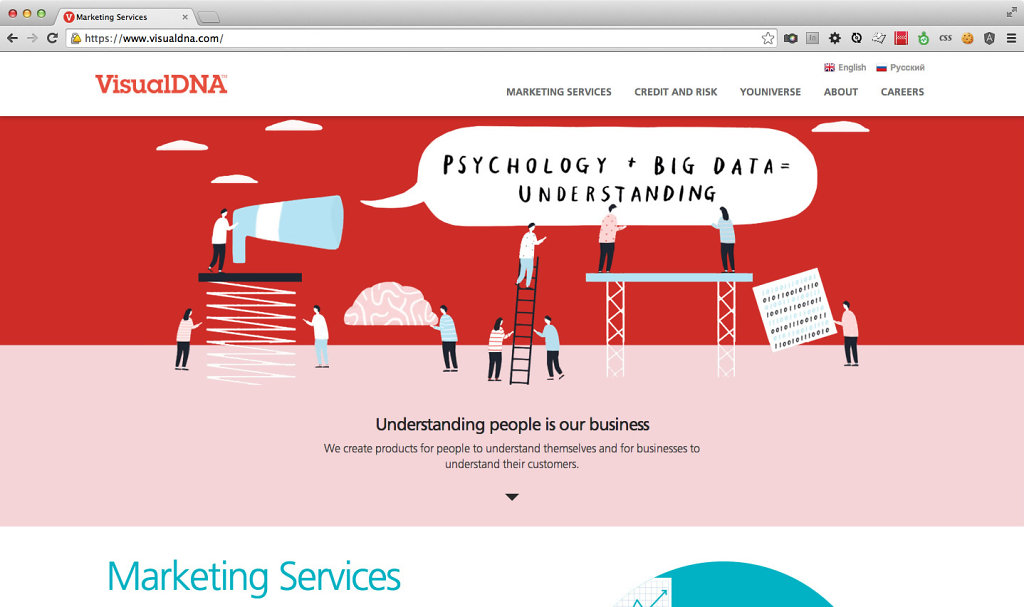 Marketing Services
https://www.visualdna.com/
CSS
VisualDNA™
English Русский
MARKETING SERVICES CREDIT AND RISK YOUNIVERSE ABOUT CAREERS
PSYCHOLOGY + BIG DATA =
UNDERSTANDING
Understanding people is our business
We create products for people to understand themselves and for businesses to
understand their customers.
Marketing Services